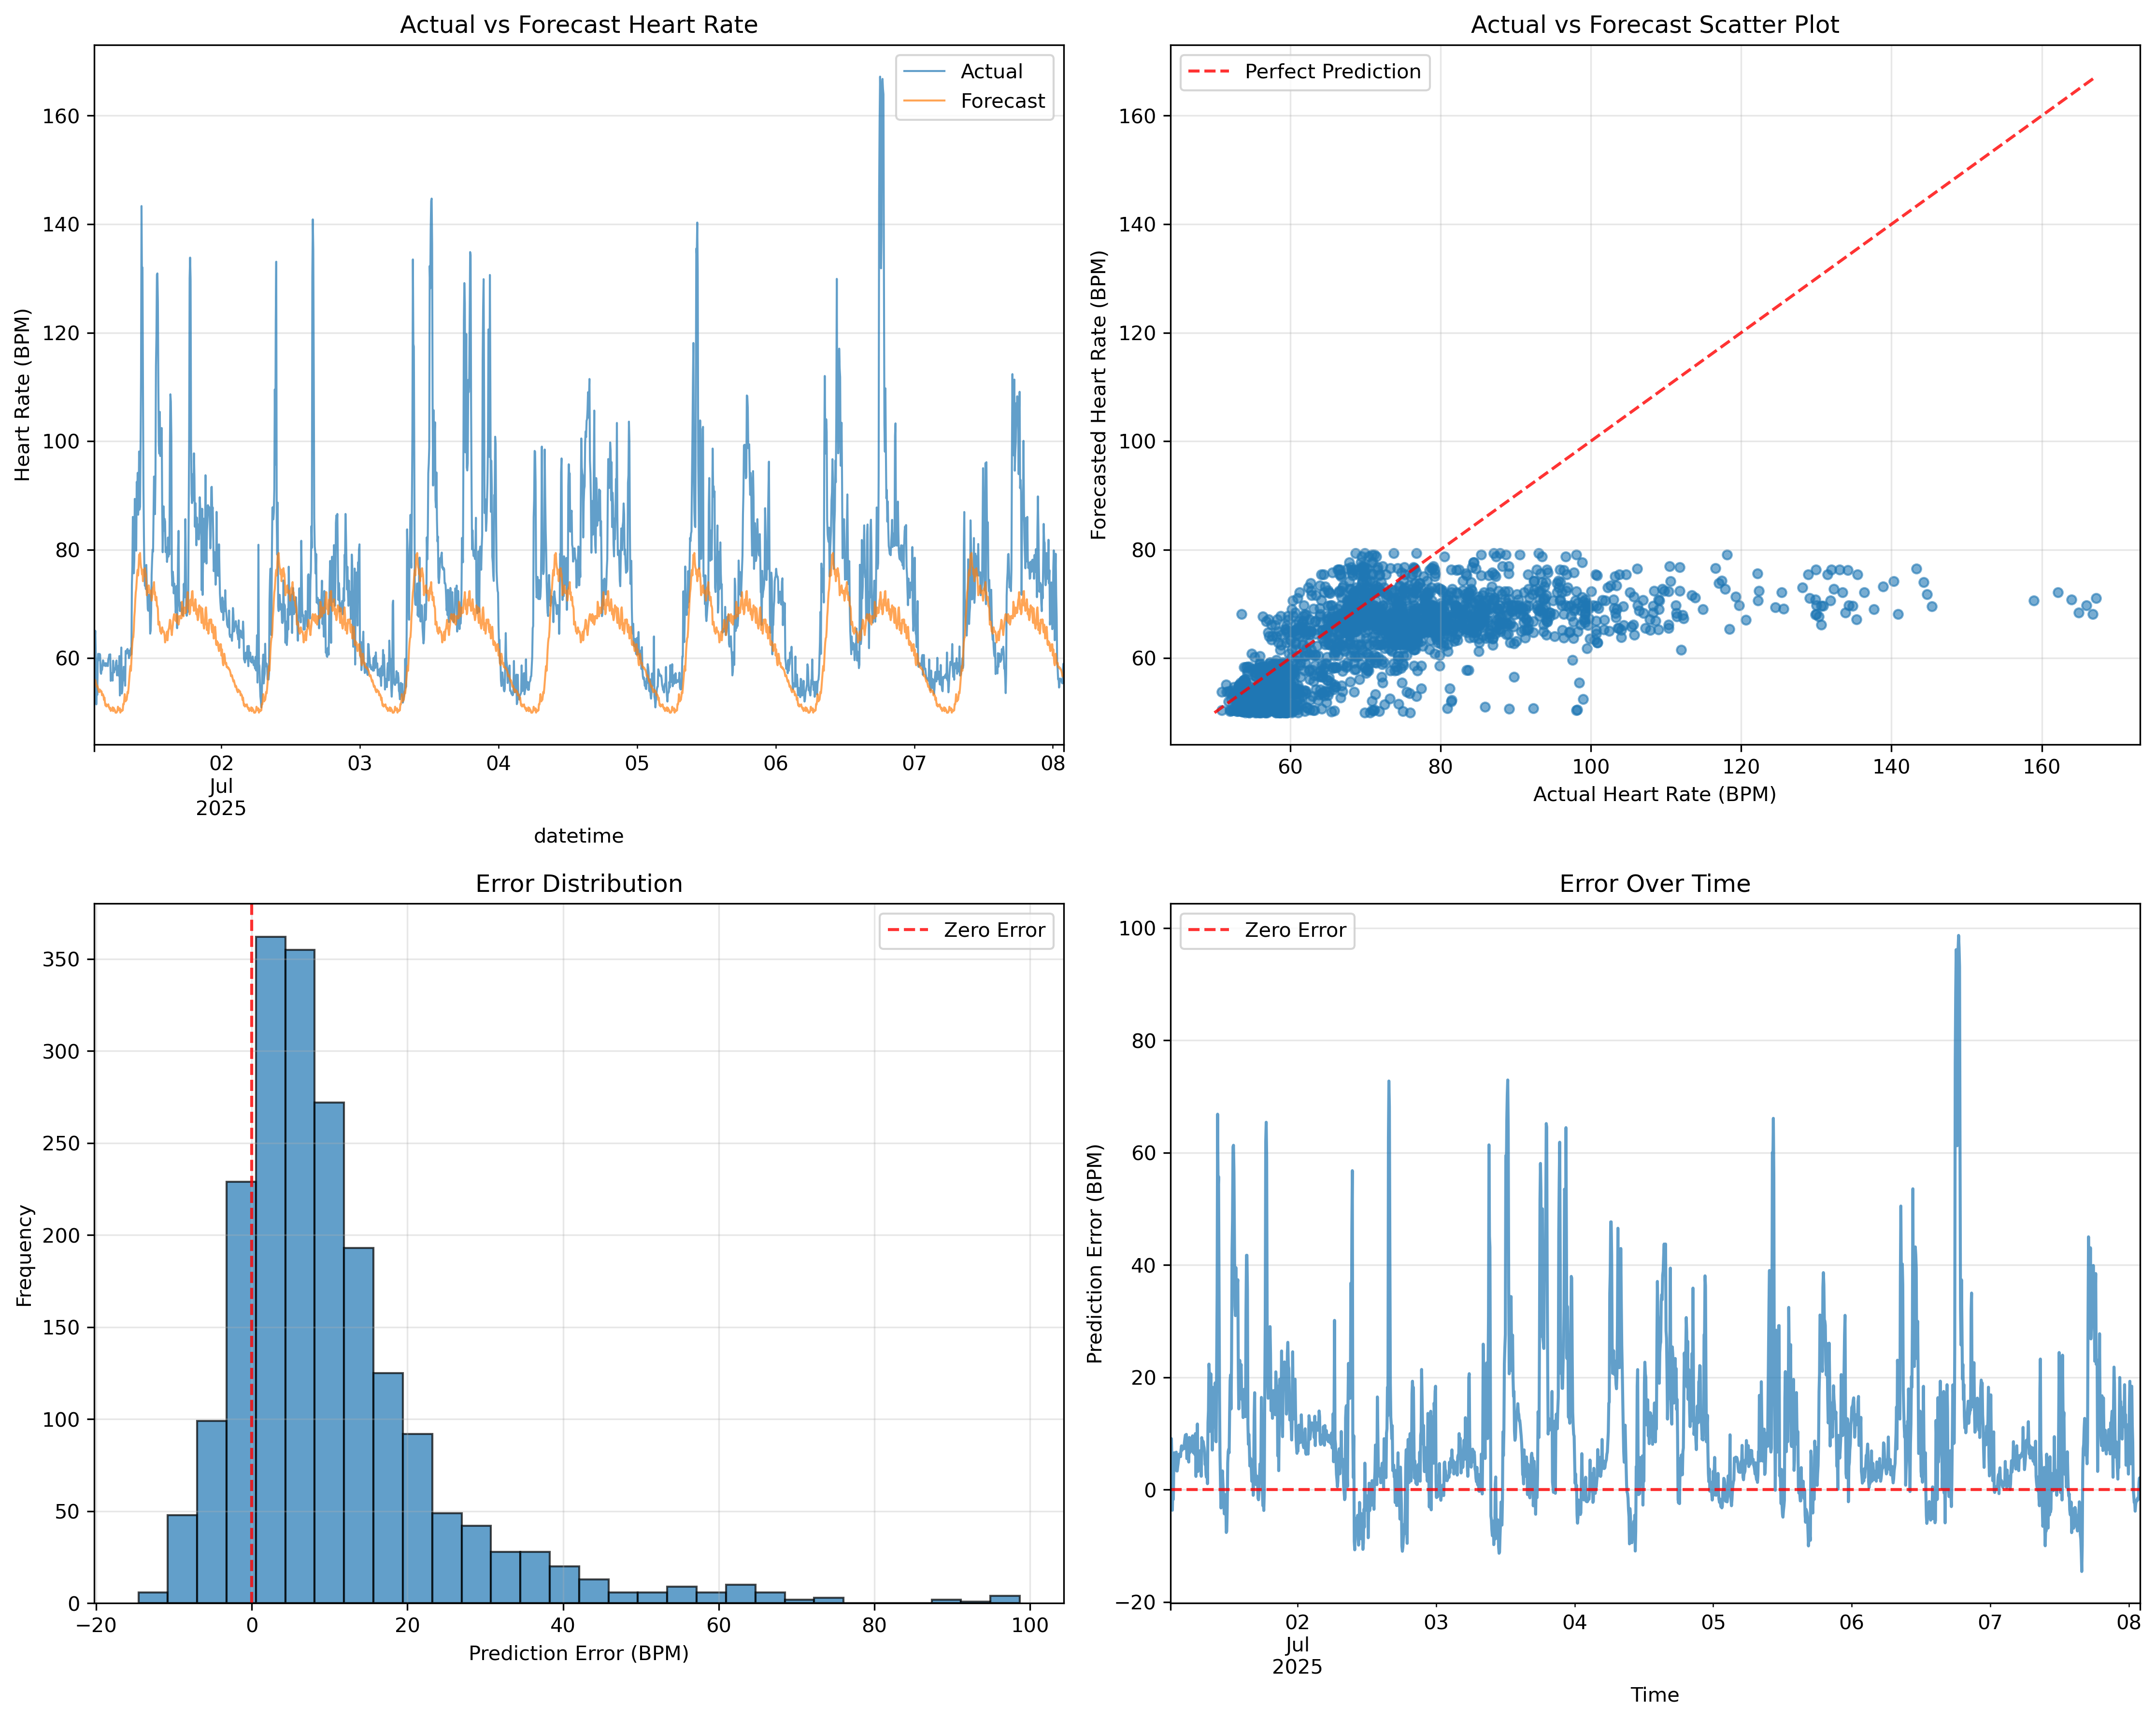 Actual vs Forecast Heart Rate
Actual
Forecast
Heart Rate (BPM)
160
140
120
100
80
60
02 03 04 05 06 07 08
Jul
2025
datetime
Actual vs Forecast Scatter Plot
Perfect Prediction
Forecasted Heart Rate (BPM)
160
140
120
100
80
60
60 80 100 120 140 160
Actual Heart Rate (BPM)
Error Distribution
Zero Error
Frequency
350
300
250
200
150
100
50
0
−20 0 20 40 60 80 100
Prediction Error (BPM)
Error Over Time
Zero Error
Prediction Error (BPM)
100
80
60
40
20
0
−20
02 03 04 05 06 07 08
Jul
2025
Time